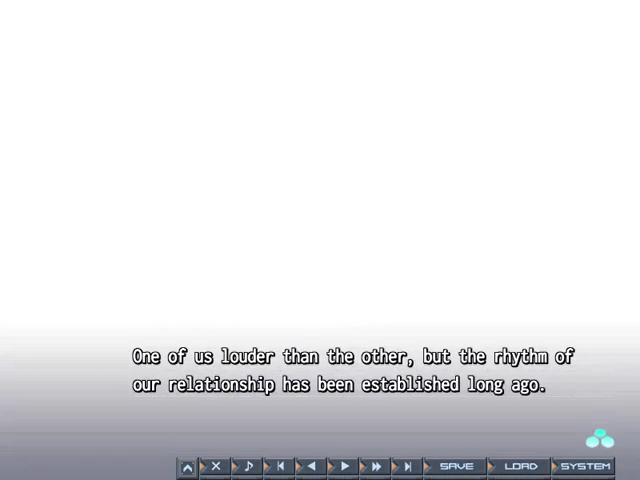 One of us louder than the other, but the rhythm of
our relationship has been established long ago.
SAVE LOAD SYSTEM